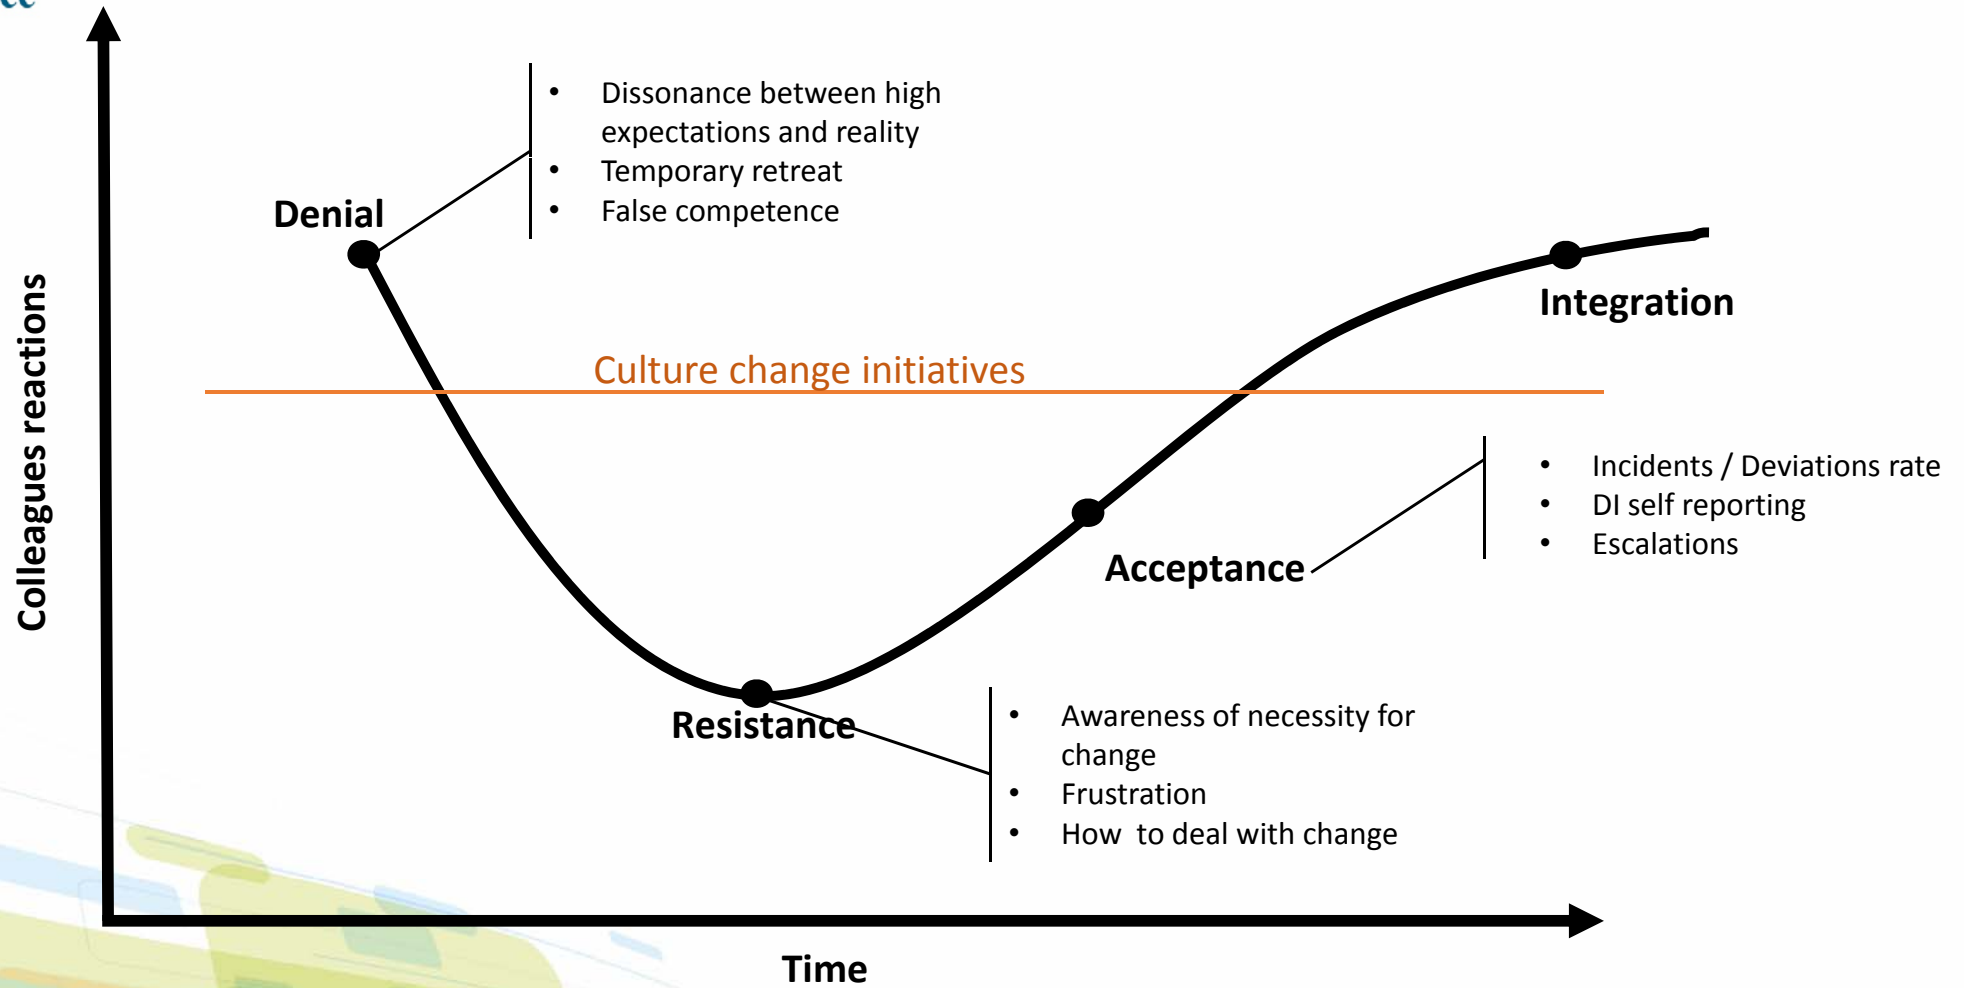 • Dissonance between high
expectations and reality
• Temporary retreat
• False competence
Denial
Integration
Culture change initiatives
Colleagues reactions
• Incidents / Deviations rate
• DI self reporting
• Escalations
Acceptance
Resistance
• Awareness of necessity for
change
• Frustration
• How  to deal with change
Time